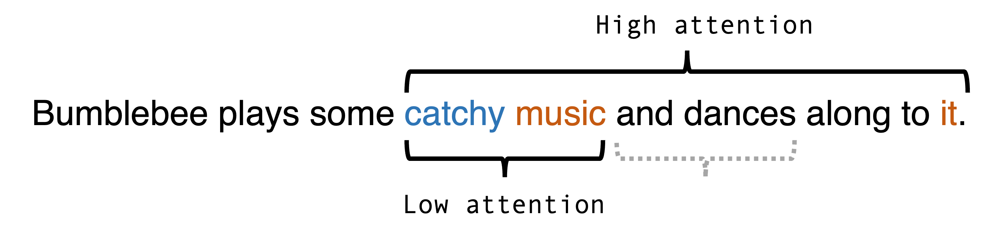 High attention
Bumblebee plays some catchy music and dances along to it.
Low attention